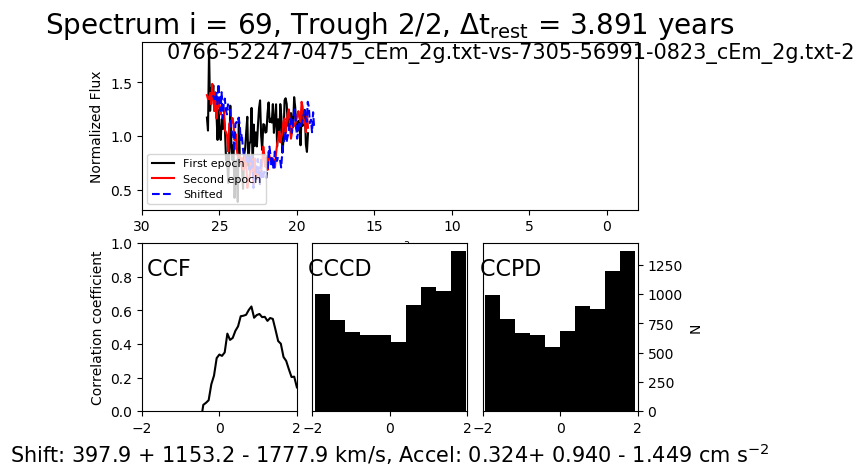 Spectrum i = 69, Trough 2/2, Δt_rest = 3.891 years
0766-52247-0475_cEm_2g.txt-vs-7305-56991-0823_cEm_2g.txt-2
Normalized Flux
1.5
1.0
0.5
First epoch
Second epoch
Shifted
30 25 20 15 10 5 0
Correlation coefficient
1.0
0.8
0.6
0.4
0.2
0.0
CCF
CCCD
CCPD
1250
1000
750
500
250
0
N
−2 0 2
−2 0 2
−2 0 2
Shift: 397.9 + 1153.2 - 1777.9 km/s, Accel: 0.324+ 0.940 - 1.449 cm s⁻²